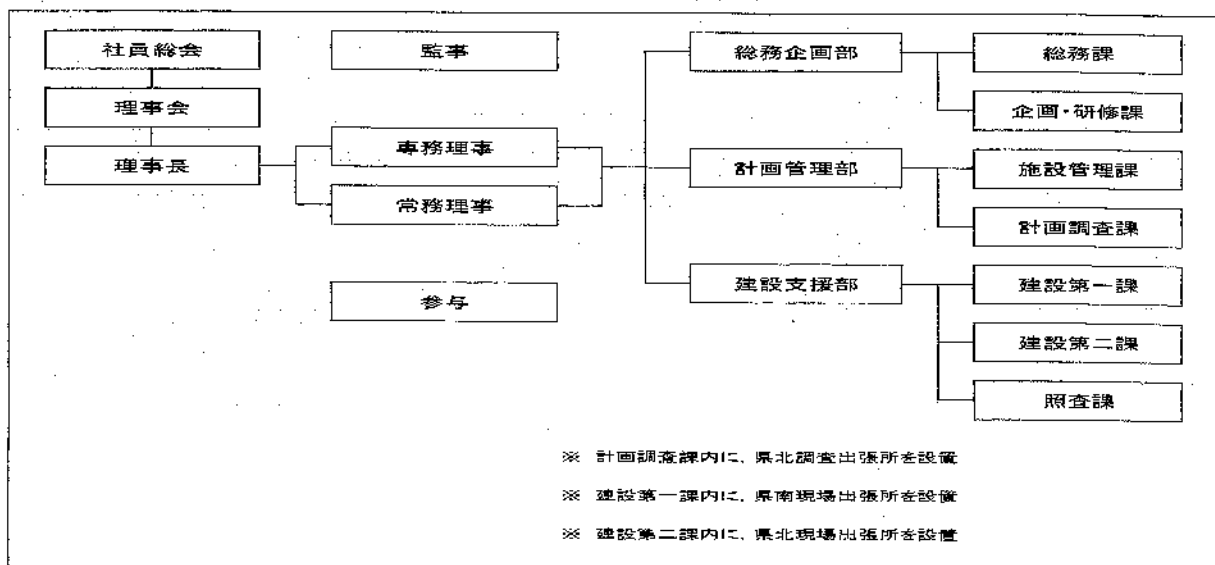 社員総会
理事会
理事長
監事
専務理事
常務理事
参与
総務企画部
総務課
企画・研修課
計画管理部
施設管理課
計画調査課
建設支援部
建設第一課
建設第二課
照査課
※ 計画調査課内に、県北調査出張所を設置
※ 建設第一課内に、県南現場出張所を設置
※ 建設第二課内に、県北現場出張所を設置